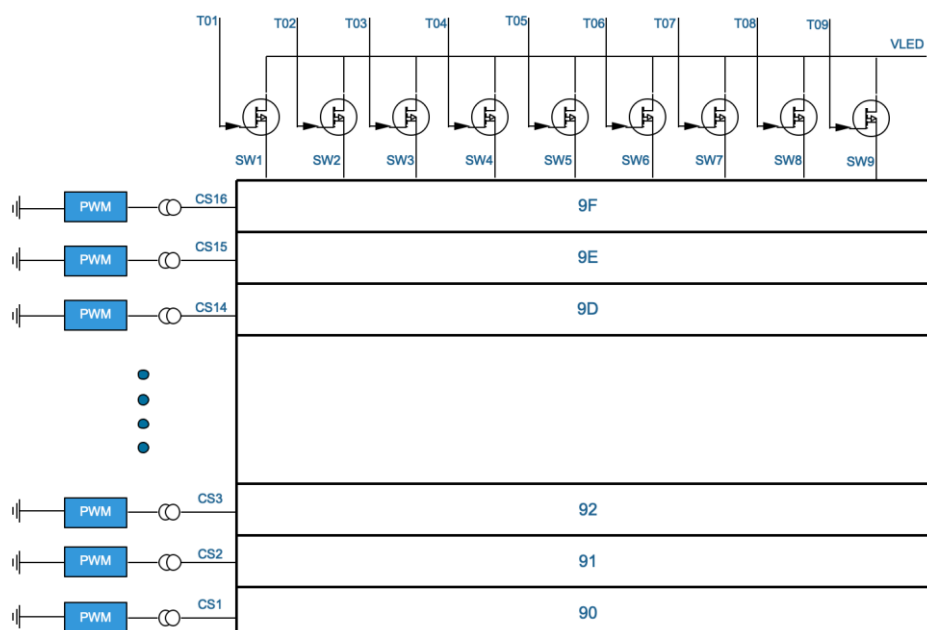 T01 T02 T03 T04 T05 T06 T07 T08 T09
VLED
SW1 SW2 SW3 SW4 SW5 SW6 SW7 SW8 SW9
PWM CS16 9F
PWM CS15 9E
PWM CS14 9D
PWM CS3 92
PWM CS2 91
PWM CS1 90